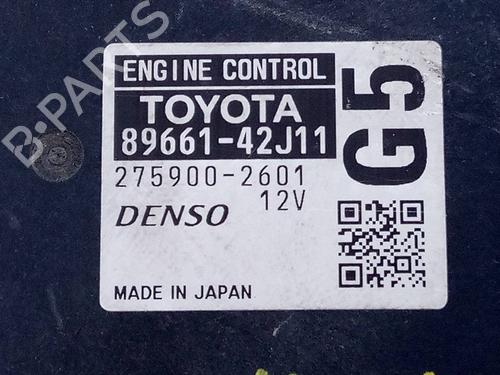 ENGINE CONTROL
TOYOTA
89661-42J11
275900-2601
12V
DENSO
MADE IN JAPAN
G5
B-PARTS